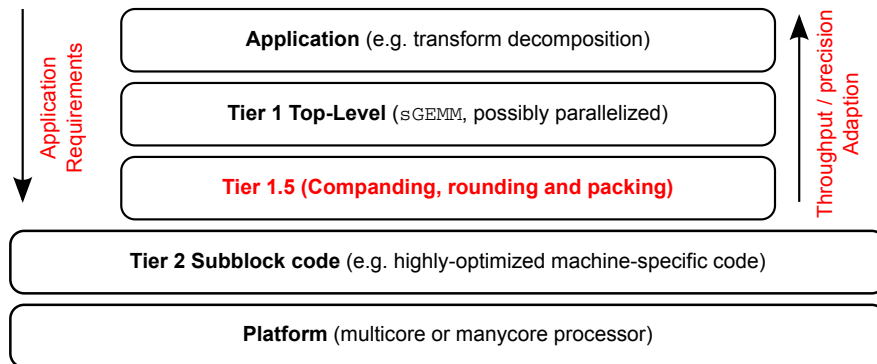 Application (e.g. transform decomposition)
Application
Requirements
Tier 1 Top-Level (sGEMM, possibly parallelized)
Throughput / precision
Adaption
Tier 1.5 (Companding, rounding and packing)
Tier 2 Subblock code (e.g. highly-optimized machine-specific code)
Platform (multicore or manycore processor)